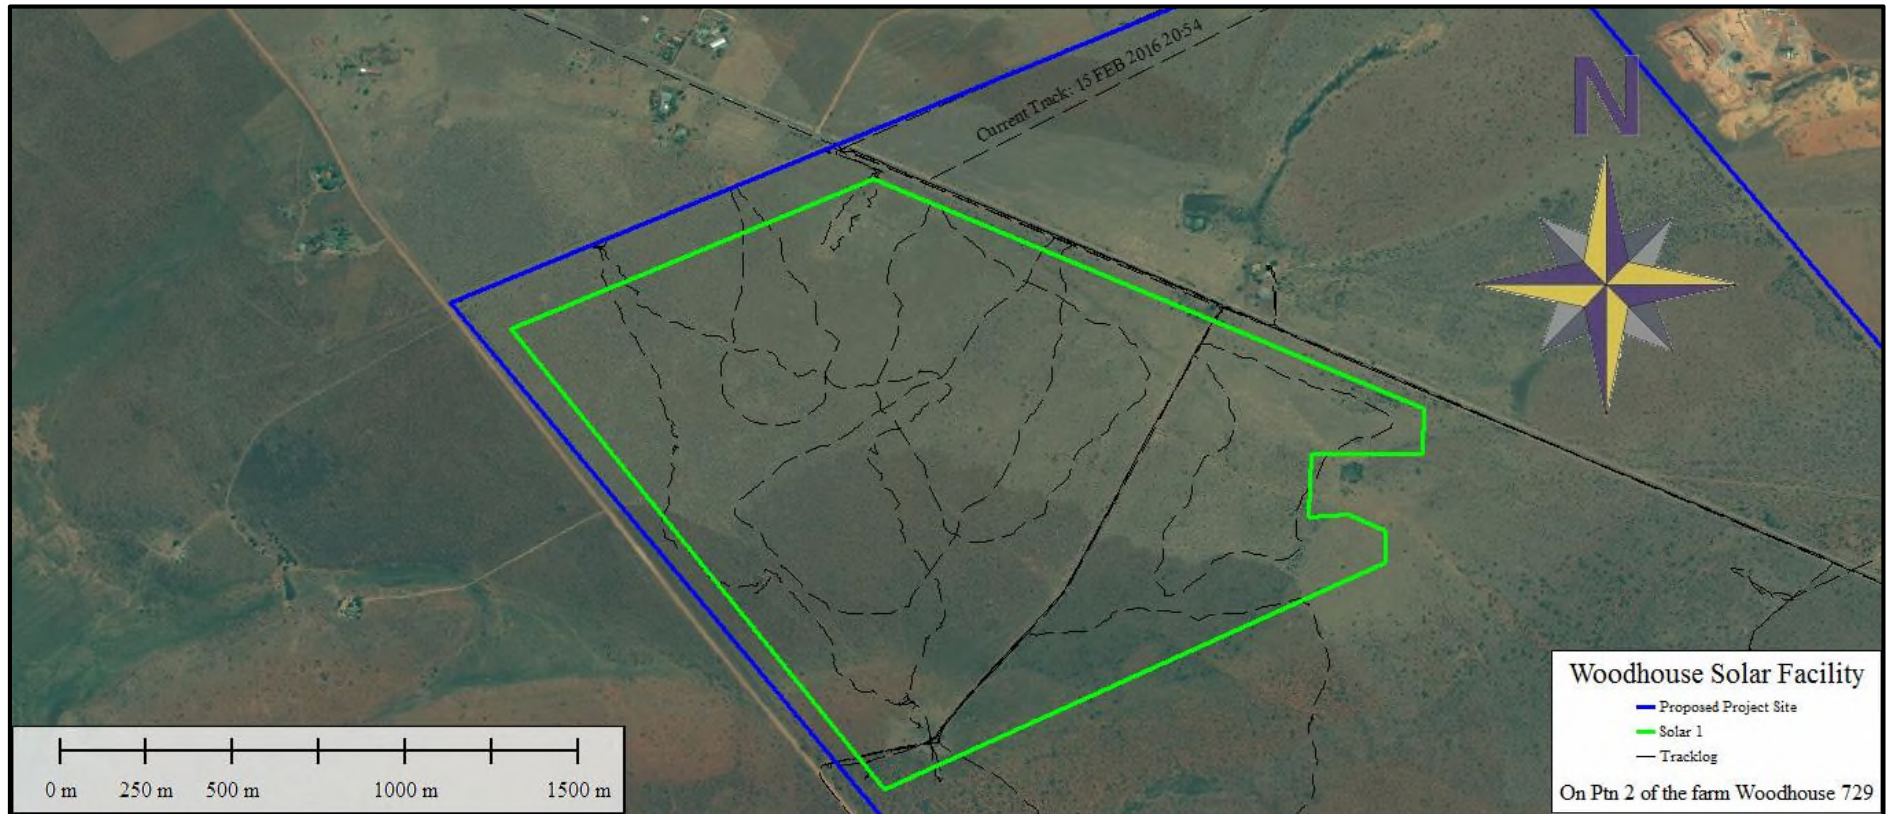 Current Track: 15 FEB 2016 20:54
N
Woodhouse Solar Facility
Proposed Project Site
Solar 1
Tracklog
On Ptn 2 of the farm Woodhouse 729
0 m 250 m 500 m 1000 m 1500 m